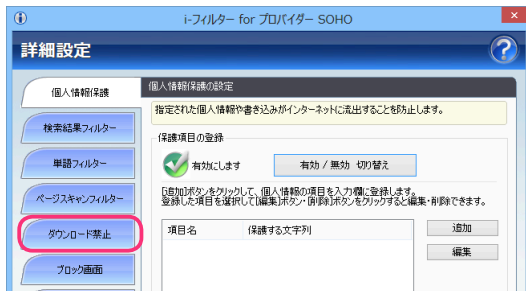 i-フィルター for プロバイダー SOHO
詳細設定
個人情報保護
検索結果フィルター
単語フィルター
ページスキャンフィルター
ダウンロード禁止
ブロック画面
個人情報保護の設定
指定された個人情報や書き込みがインターネットに流出することを防止します。
保護項目の登録
有効にします
有効 / 無効 切り替え
[追加]ボタンをクリックして、個人情報の項目を入力欄に登録します。
登録した項目を選択して[編集]ボタン・[削除]ボタンをクリックすると編集・削除できます。
項目名 保護する文字列
追加
編集